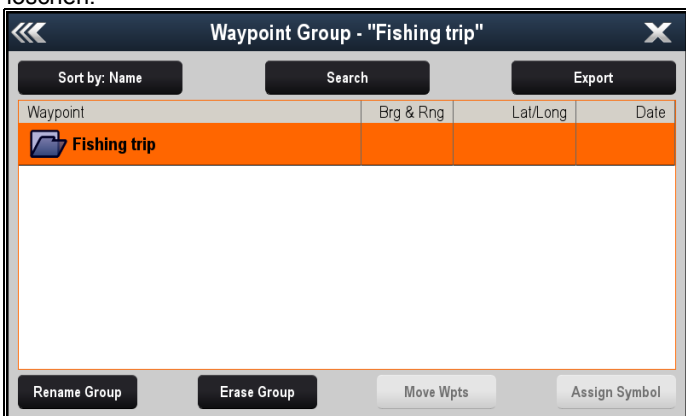 löschen.
Waypoint Group - "Fishing trip"
Sort by: Name Search Export
Waypoint Brg & Rng Lat/Long Date
Fishing trip
Rename Group Erase Group Move Wpts Assign Symbol